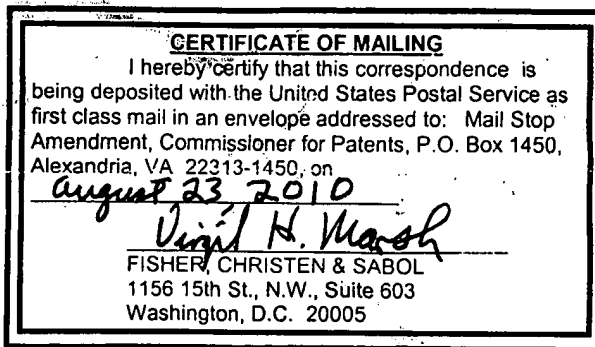 CERTIFICATE OF MAILING
I hereby certify that this correspondence is
being deposited with the United States Postal Service as
first class mail in an envelope addressed to: Mail Stop
Amendment, Commissioner for Patents, P.O. Box 1450,
Alexandria, VA 22313-1450, on
August 23, 2010
Virgil H. Marsh
FISHER, CHRISTEN & SABOL
1156 15th St., N.W., Suite 603
Washington, D.C. 20005